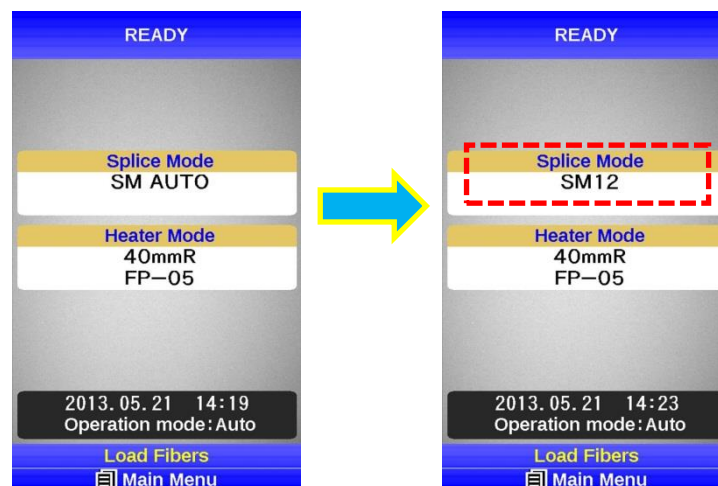 READY
Splice Mode
SM AUTO
Heater Mode
40mmR
FP-05
2013.05.21 14:19
Operation mode:Auto
Load Fibers
Main Menu
READY
Splice Mode
SM12
Heater Mode
40mmR
FP-05
2013.05.21 14:23
Operation mode:Auto
Load Fibers
Main Menu